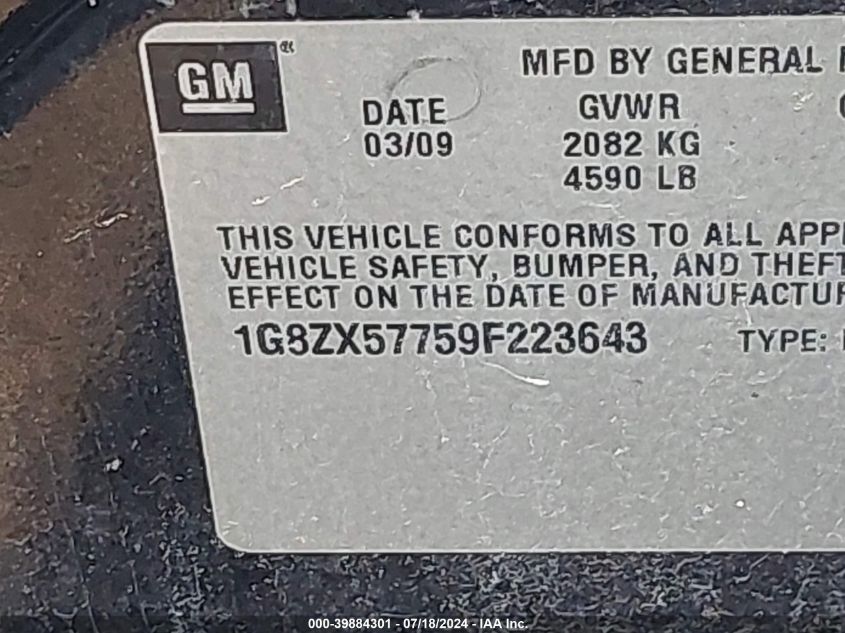 GM ®
MFD BY GENERAL
DATE GVWR
03/09 2082 KG
4590 LB
THIS VEHICLE CONFORMS TO ALL APPL
VEHICLE SAFETY, BUMPER, AND THEFT
EFFECT ON THE DATE OF MANUFACTUR
1G8ZX57759F223643 TYPE:
000-39884301 - 07/18/2024 - IAA Inc.